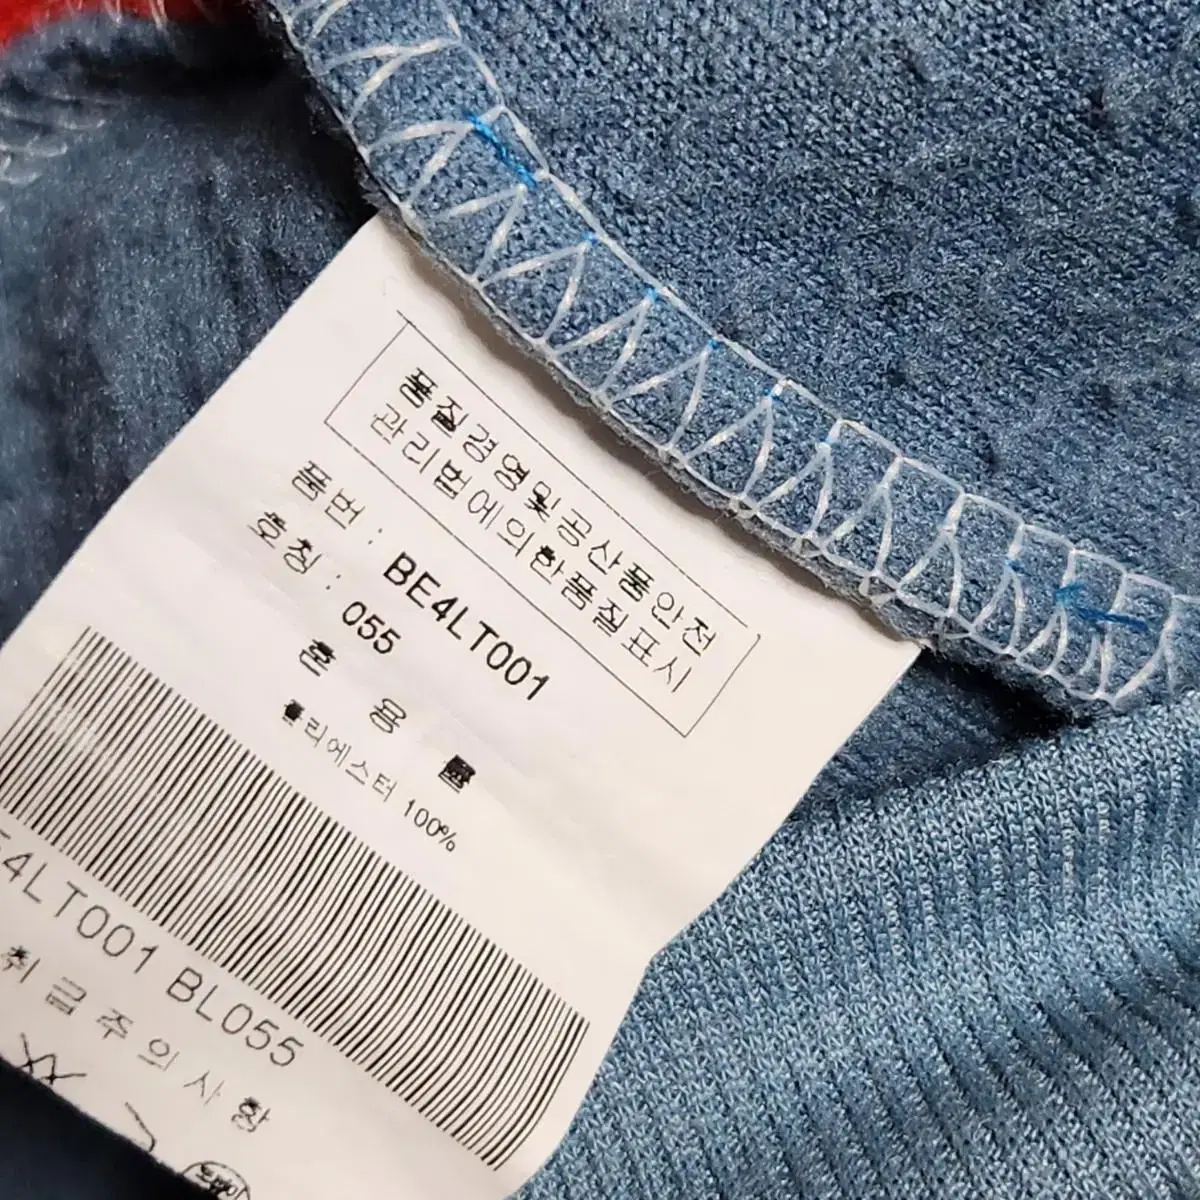 품질경영및공산품안전
관리법에의한품질표시
품번 : BE4LT001
호칭 : 055
혼 용 률
폴리에스터 100%
E4LT001 BL055
취급주의사항